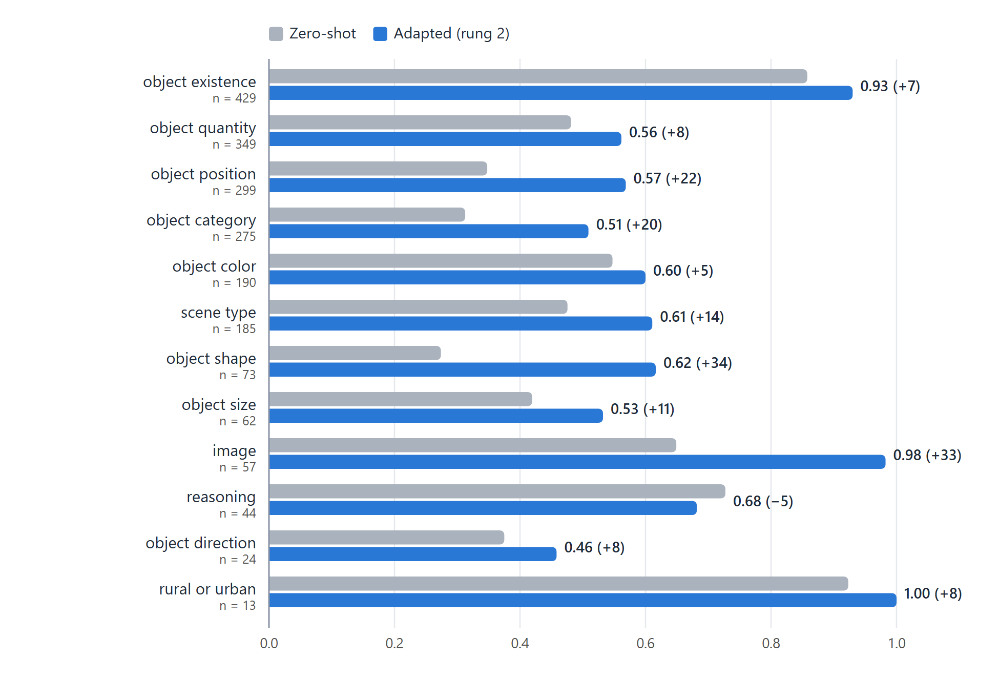 Zero-shot Adapted (rung 2)
object existence
n = 429
0.93 (+7)
object quantity
n = 349
0.56 (+8)
object position
n = 299
0.57 (+22)
object category
n = 275
0.51 (+20)
object color
n = 190
0.60 (+5)
scene type
n = 185
0.61 (+14)
object shape
n = 73
0.62 (+34)
object size
n = 62
0.53 (+11)
image
n = 57
0.98 (+33)
reasoning
n = 44
0.68 (−5)
object direction
n = 24
0.46 (+8)
rural or urban
n = 13
1.00 (+8)
0.0 0.2 0.4 0.6 0.8 1.0